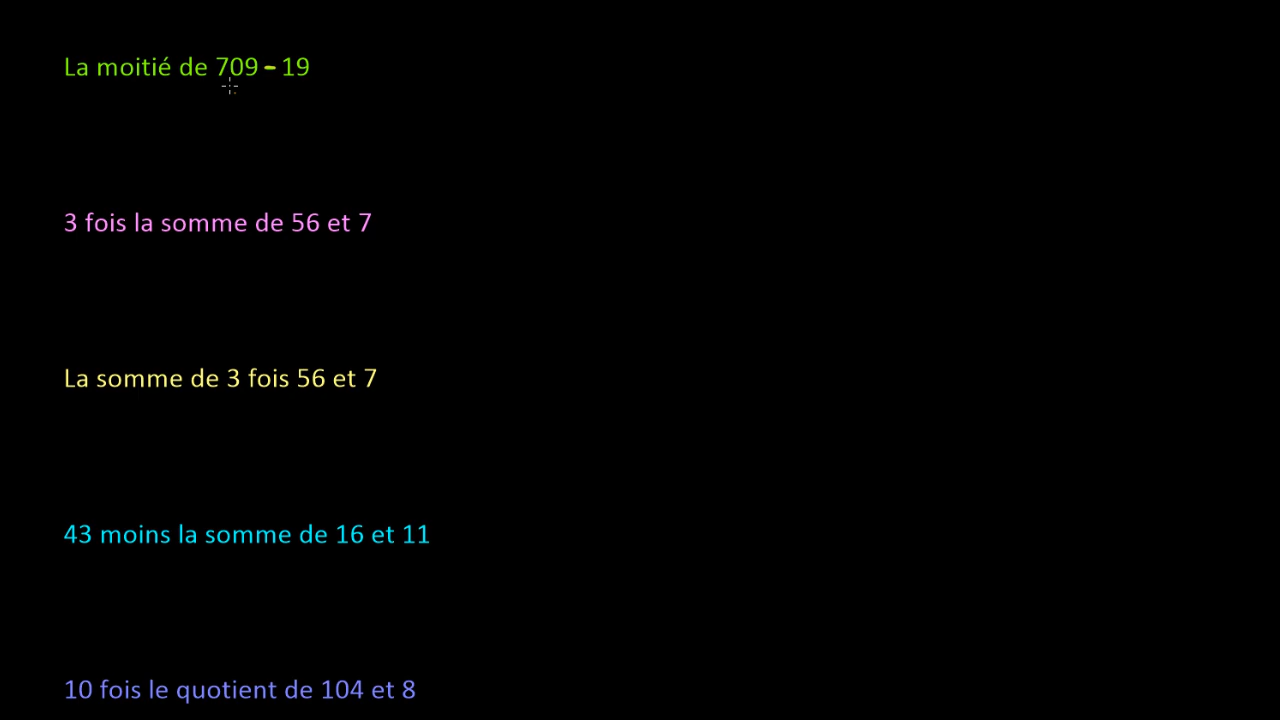 La moitié de 709 - 19
3 fois la somme de 56 et 7
La somme de 3 fois 56 et 7
43 moins la somme de 16 et 11
10 fois le quotient de 104 et 8